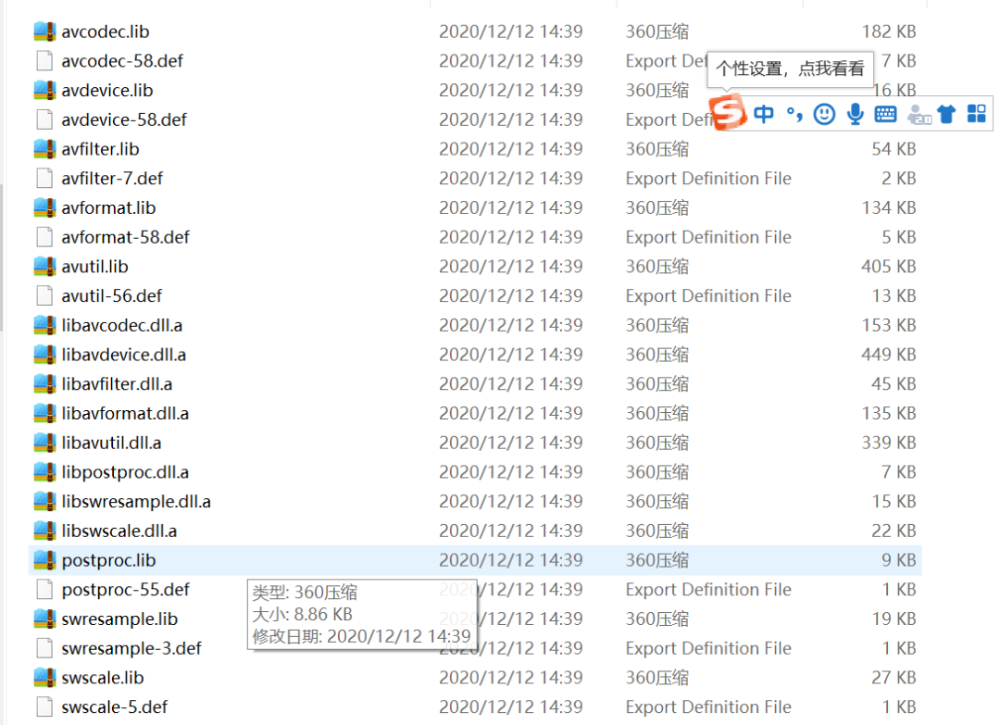 avcodec.lib 2020/12/12 14:39 360压缩 182 KB
avcodec-58.def 2020/12/12 14:39 Export Def 7 KB
个性设置，点我看看
avdevice.lib 2020/12/12 14:39 360压缩 16 KB
avdevice-58.def 2020/12/12 14:39 Export Defi
S 中 °,
avfilter.lib 2020/12/12 14:39 360压缩 54 KB
avfilter-7.def 2020/12/12 14:39 Export Definition File 2 KB
avformat.lib 2020/12/12 14:39 360压缩 134 KB
avformat-58.def 2020/12/12 14:39 Export Definition File 5 KB
avutil.lib 2020/12/12 14:39 360压缩 405 KB
avutil-56.def 2020/12/12 14:39 Export Definition File 13 KB
libavcodec.dll.a 2020/12/12 14:39 360压缩 153 KB
libavdevice.dll.a 2020/12/12 14:39 360压缩 449 KB
libavfilter.dll.a 2020/12/12 14:39 360压缩 45 KB
libavformat.dll.a 2020/12/12 14:39 360压缩 135 KB
libavutil.dll.a 2020/12/12 14:39 360压缩 339 KB
libpostproc.dll.a 2020/12/12 14:39 360压缩 7 KB
libswresample.dll.a 2020/12/12 14:39 360压缩 15 KB
libswscale.dll.a 2020/12/12 14:39 360压缩 22 KB
postproc.lib 2020/12/12 14:39 360压缩 9 KB
postproc-55.def 2020/12/12 14:39 Export Definition File 1 KB
类型: 360压缩
大小: 8.86 KB
修改日期: 2020/12/12 14:39
swresample.lib 2020/12/12 14:39 360压缩 19 KB
swresample-3.def 2020/12/12 14:39 Export Definition File 1 KB
swscale.lib 2020/12/12 14:39 360压缩 27 KB
swscale-5.def 2020/12/12 14:39 Export Definition File 1 KB